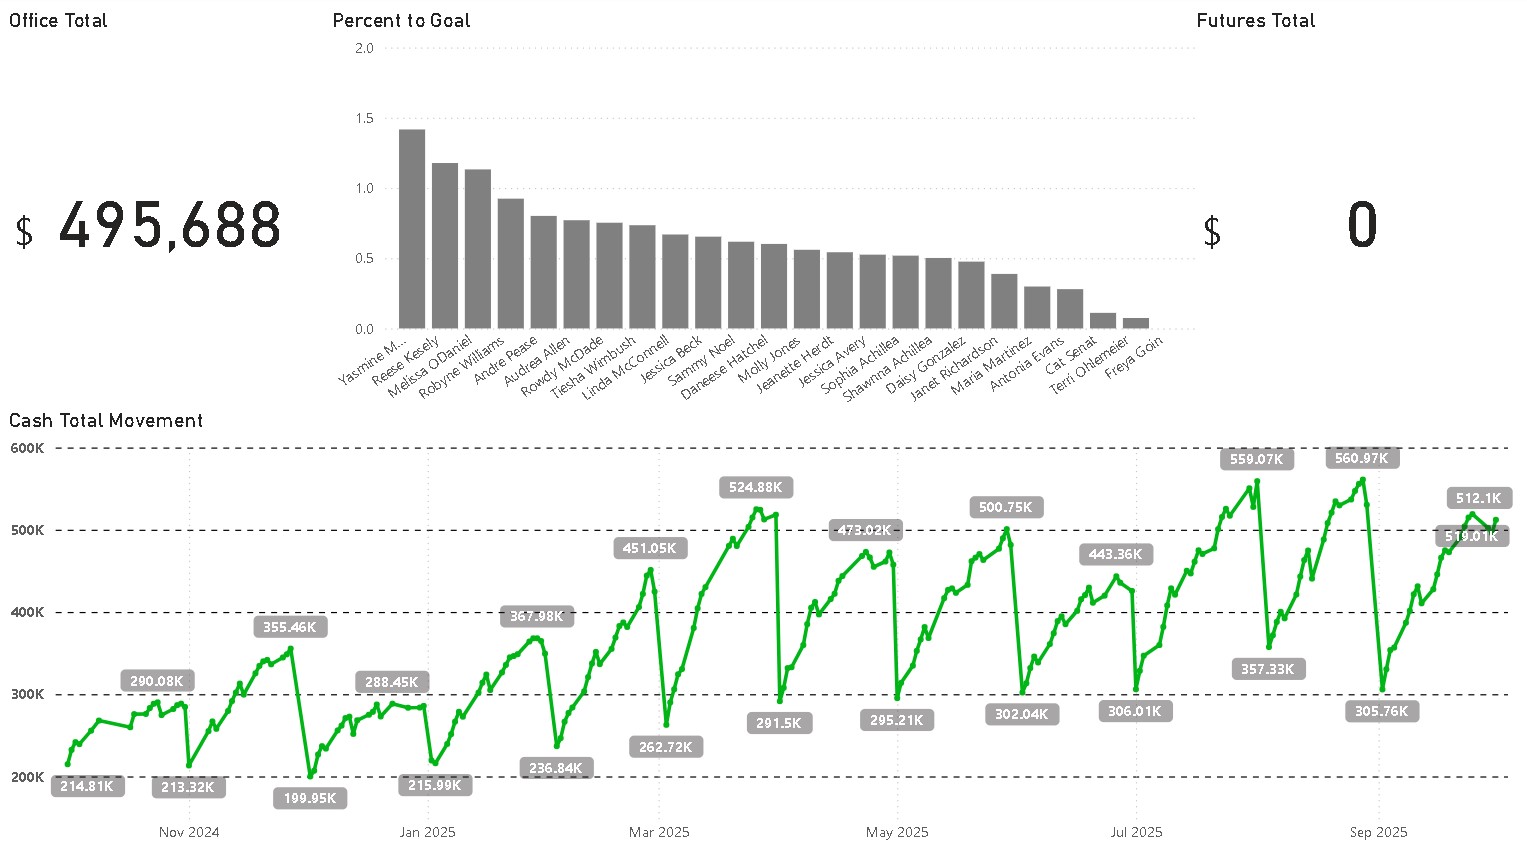 Office Total
Percent to Goal
Futures Total
2.0
1.5
1.0
0.5
0.0
$ 495,688
$ 0
Yasmine M...
Reese Kesely
Melissa ODaniel
Robyne Williams
Andre Pease
Audrea Allen
Rowdy McDade
Tiesha Wimbush
Linda McConnell
Jessica Beck
Sammy Noel
Daneese Hatchel
Molly Jones
Jeanette Herdt
Jessica Avery
Sophia Achillea
Shawnna Achillea
Daisy Gonzalez
Janet Richardson
Maria Martinez
Antonia Evans
Cat Senat
Terri Ohlemeier
Freya Goin
Cash Total Movement
600K
500K
400K
300K
200K
214.81K
290.08K
213.32K
355.46K
199.95K
288.45K
215.99K
367.98K
236.84K
451.05K
262.72K
524.88K
291.5K
473.02K
295.21K
500.75K
302.04K
443.36K
306.01K
559.07K
357.33K
560.97K
305.76K
512.1K
519.01K
Nov 2024
Jan 2025
Mar 2025
May 2025
Jul 2025
Sep 2025